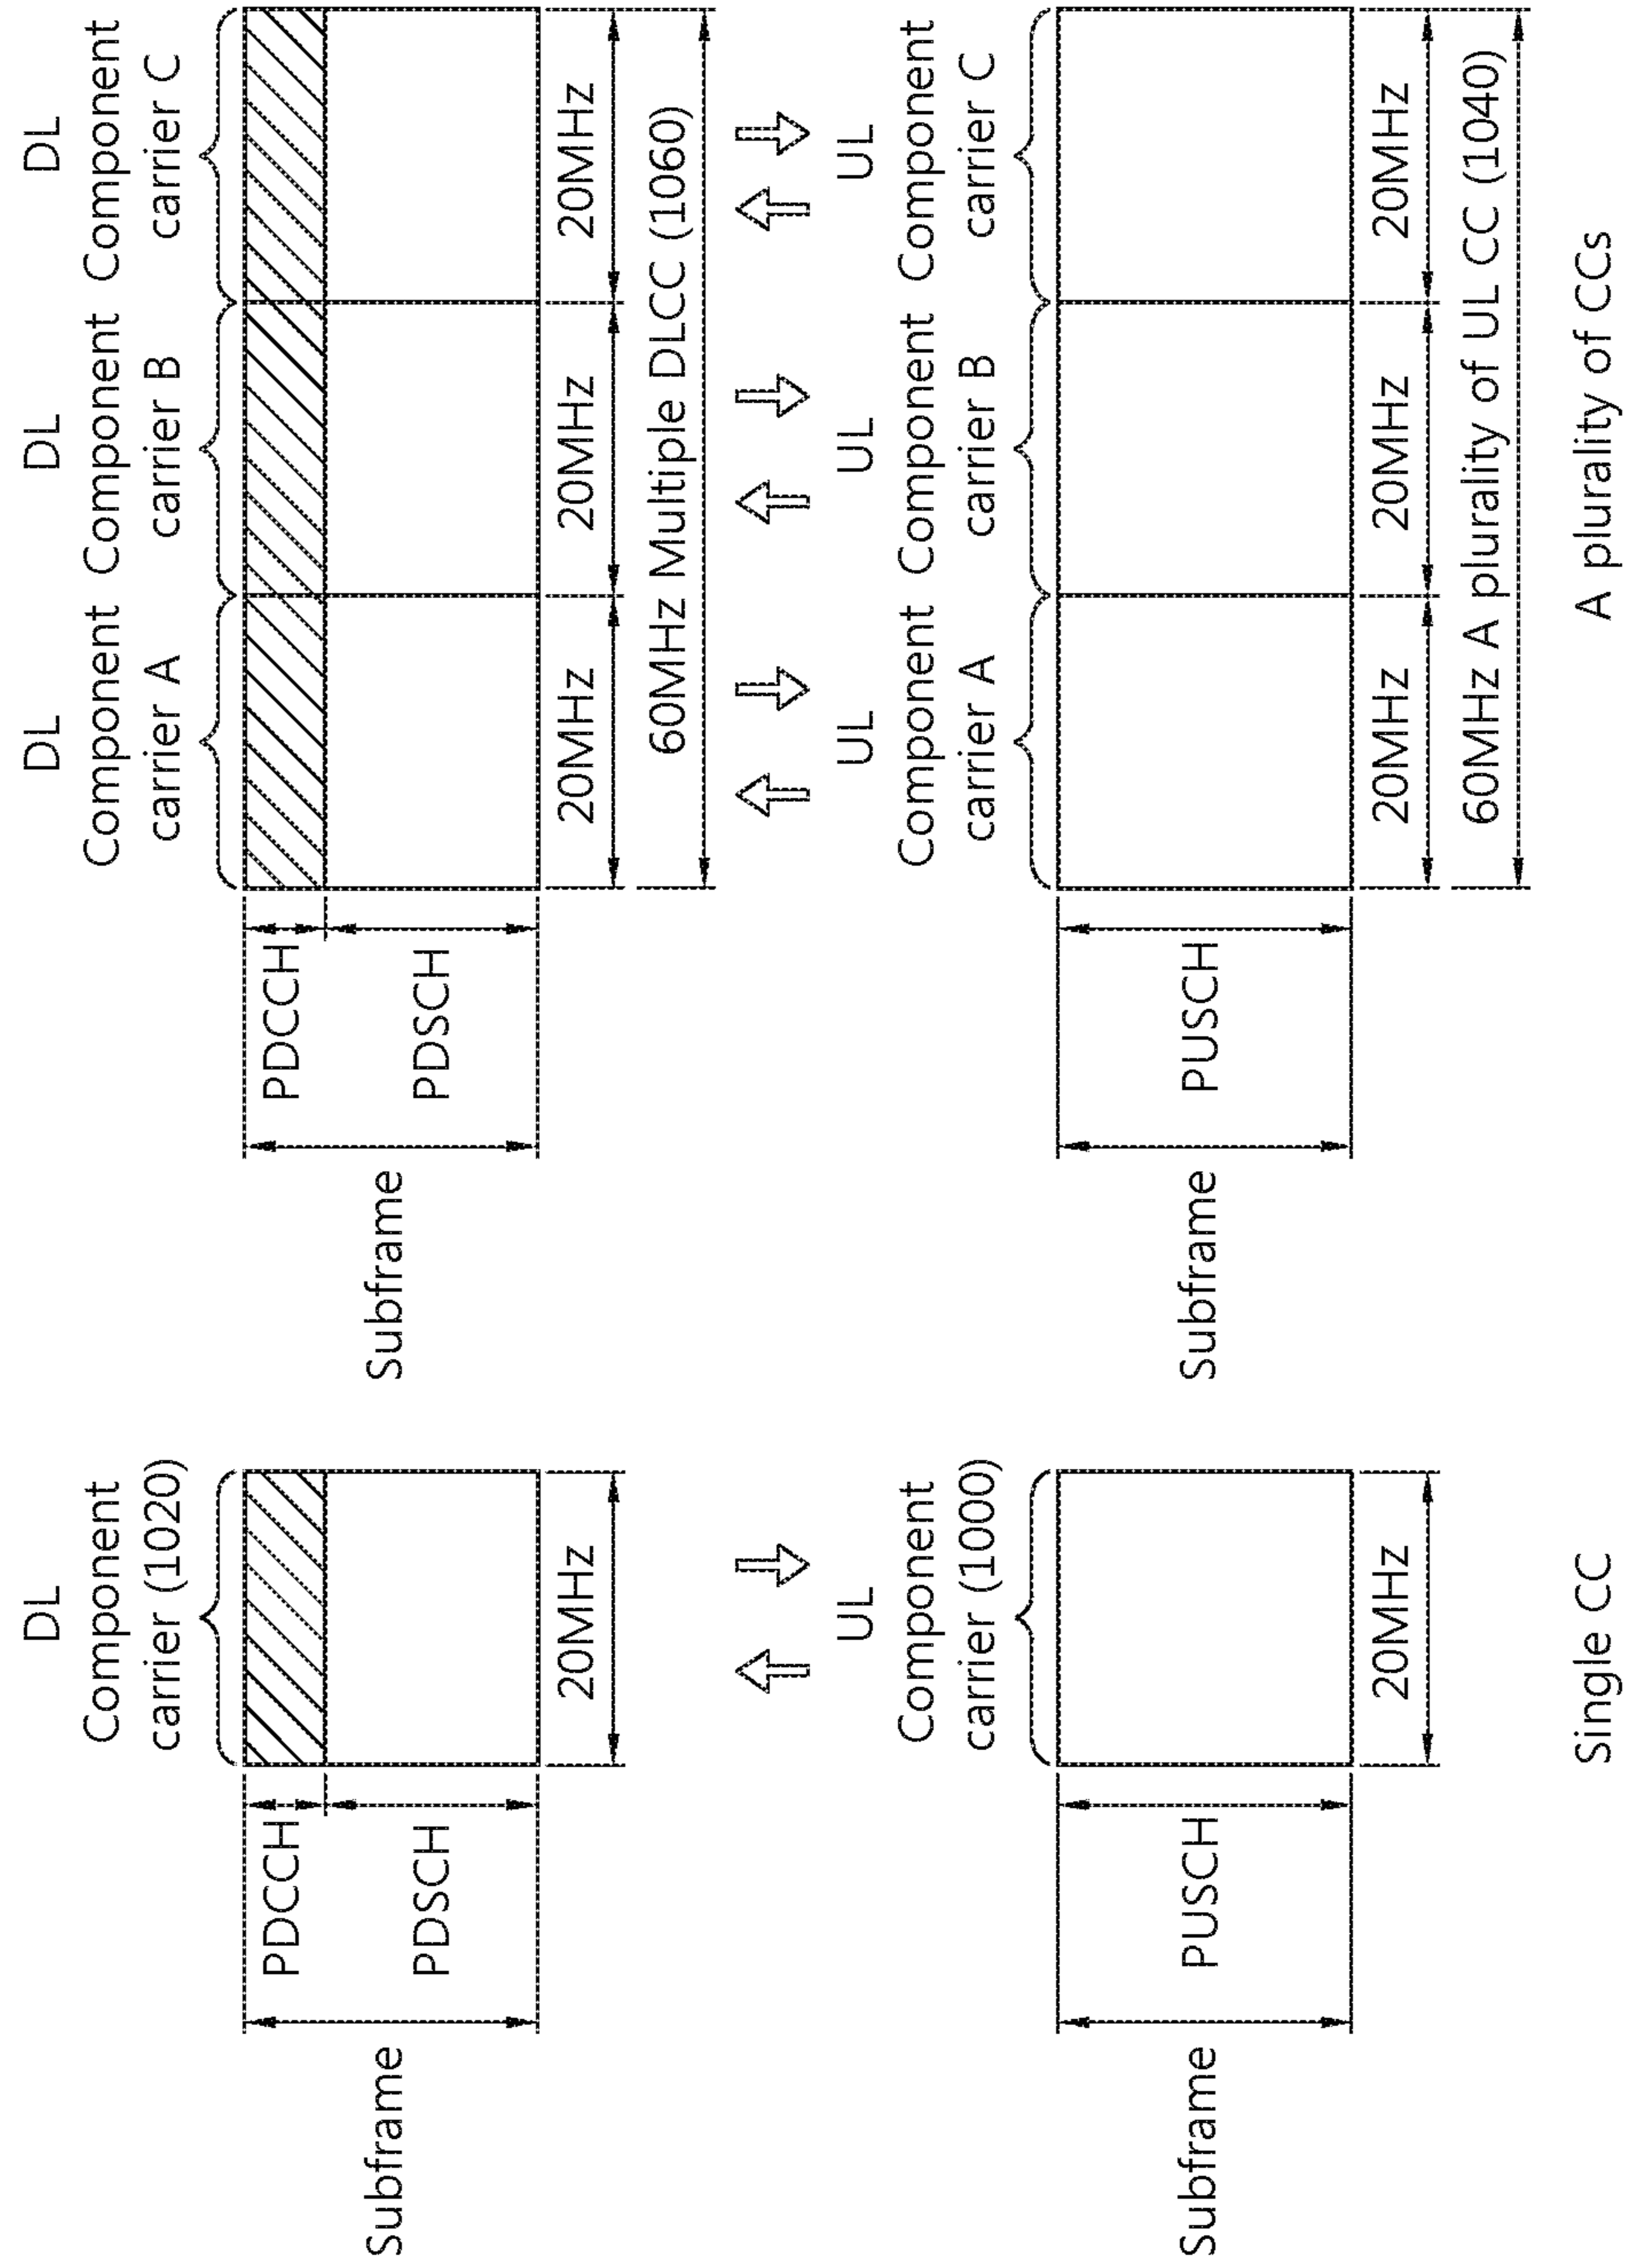 DL
Component
carrier (1020)
PDCCH
PDSCH
Subframe
20MHz
UL
Component
carrier (1000)
PUSCH
Subframe
20MHz
Single CC
DL
Component
carrier A
DL
Component
carrier B
DL
Component
carrier C
PDCCH
PDSCH
Subframe
20MHz
20MHz
20MHz
60MHz Multiple DLCC (1060)
UL
Component
carrier A
UL
Component
carrier B
UL
Component
carrier C
PUSCH
Subframe
20MHz
20MHz
20MHz
60MHz A plurality of UL CC (1040)
A plurality of CCs